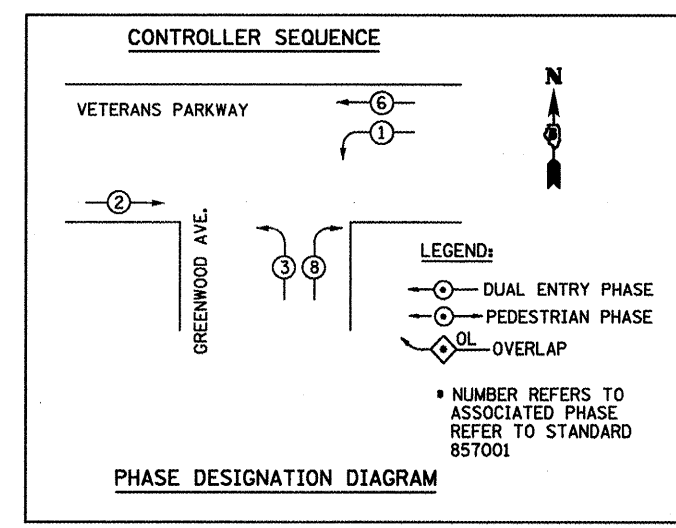 CONTROLLER SEQUENCE
N
VETERANS PARKWAY
6
1
2
GREENWOOD AVE.
3
8
LEGEND:
DUAL ENTRY PHASE
PEDESTRIAN PHASE
OL
OVERLAP
* NUMBER REFERS TO
ASSOCIATED PHASE
REFER TO STANDARD
857001
PHASE DESIGNATION DIAGRAM